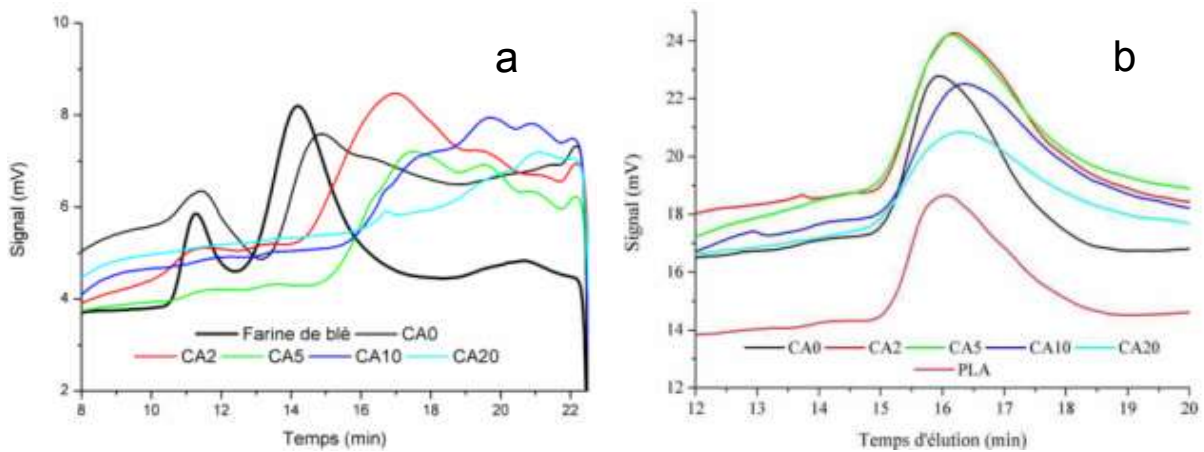 a
10
8
6
4
2
Signal (mV)
Farine de blé CA0
CA2 CA5 CA10 CA20
8 10 12 14 16 18 20 22
Temps (min)
b
24
22
20
18
16
14
12
Signal (mV)
CA0 CA2 CA5 CA10 CA20
PLA
12 13 14 15 16 17 18 19 20
Temps d'élution (min)